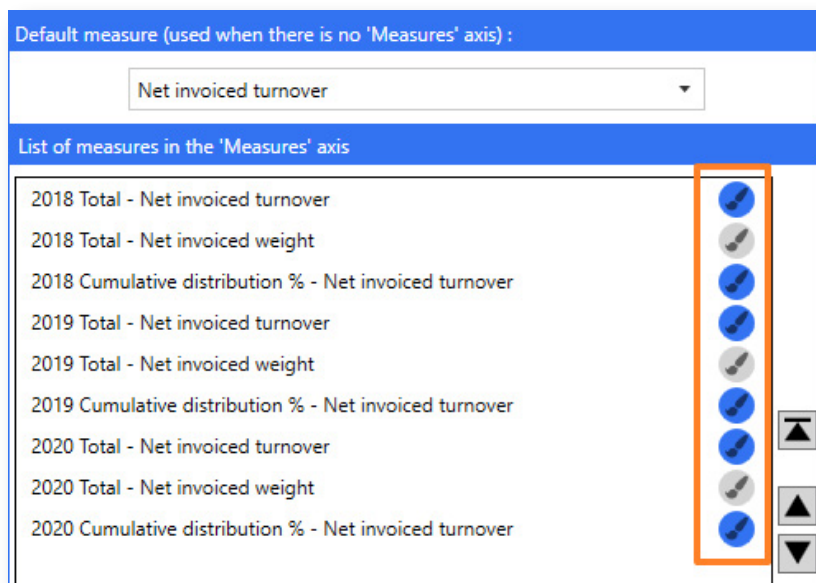 Default measure (used when there is no 'Measures' axis) :
Net invoiced turnover
List of measures in the 'Measures' axis
2018 Total - Net invoiced turnover
2018 Total - Net invoiced weight
2018 Cumulative distribution % - Net invoiced turnover
2019 Total - Net invoiced turnover
2019 Total - Net invoiced weight
2019 Cumulative distribution % - Net invoiced turnover
2020 Total - Net invoiced turnover
2020 Total - Net invoiced weight
2020 Cumulative distribution % - Net invoiced turnover